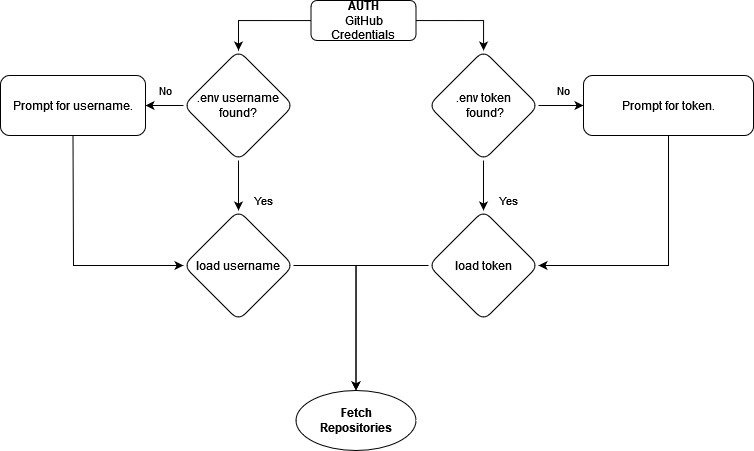 AUTH
GitHub
Credentials
.env username
found?
.env token
found?
No
No
Prompt for username.
Prompt for token.
Yes
Yes
load username
load token
Fetch
Repositories